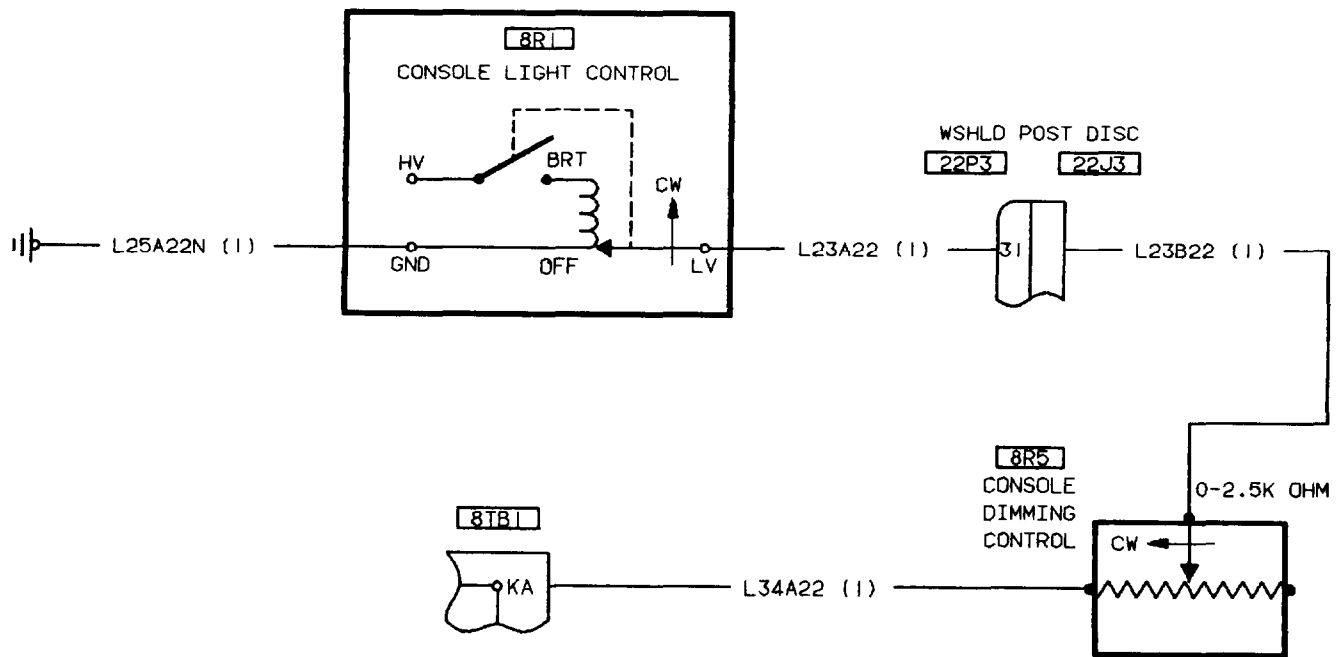 8R1
CONSOLE LIGHT CONTROL
HV
BRT
CW
GND
OFF
LV
L25A22N (1)
L23A22 (1)
WSHLD POST DISC
22P3 22J3
31
L23B22 (1)
8R5
CONSOLE
DIMMING
CONTROL
0-2.5K OHM
CW
8TB1
KA
L34A22 (1)